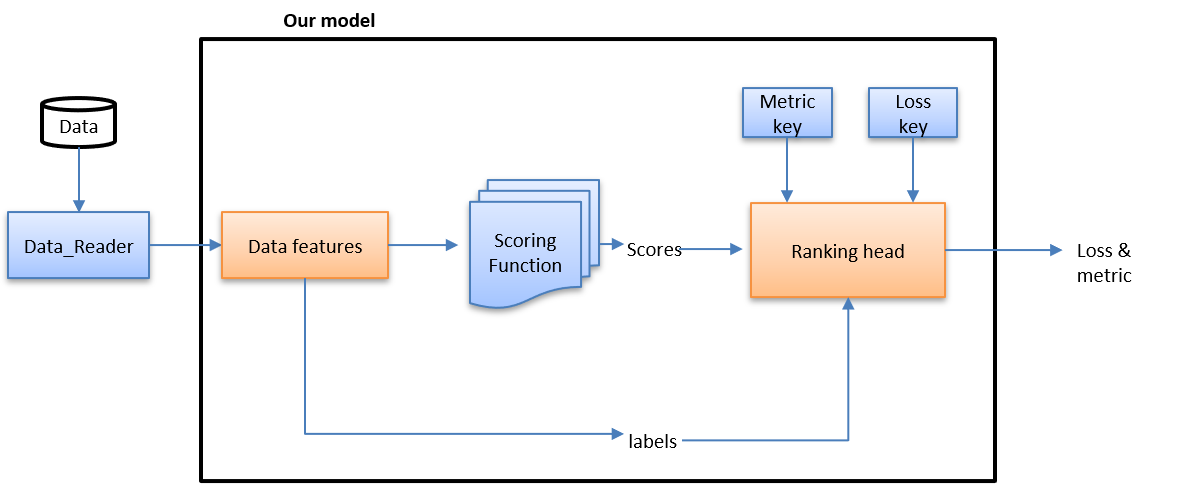 Our model
Data
Metric
key
Loss
key
Data_Reader
Data features
Scoring
Function
Scores
Ranking head
Loss &
metric
labels